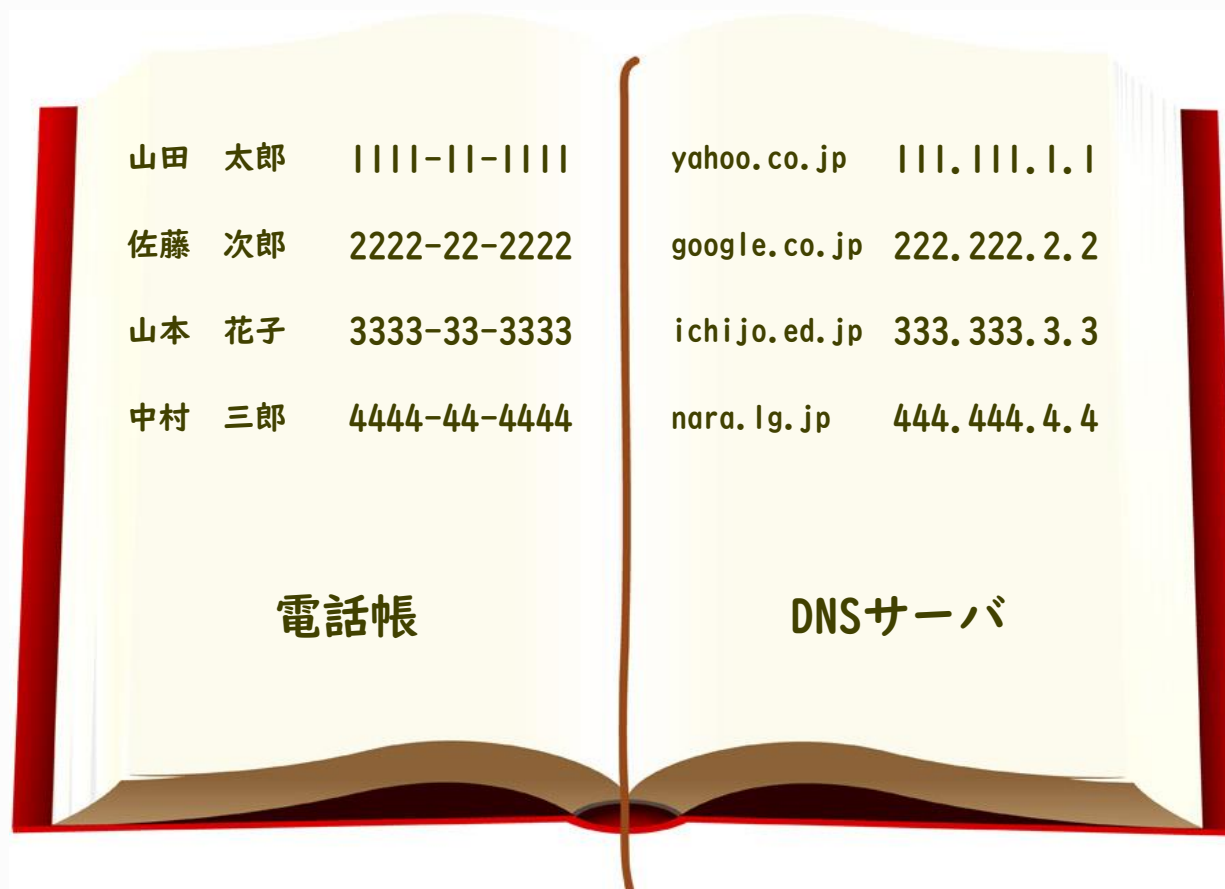 山田　太郎　1111-11-1111
佐藤　次郎　2222-22-2222
山本　花子　3333-33-3333
中村　三郎　4444-44-4444
電話帳
yahoo.co.jp　111.111.1.1
google.co.jp　222.222.2.2
ichijo.ed.jp　333.333.3.3
nara.lg.jp　444.444.4.4
DNSサーバ